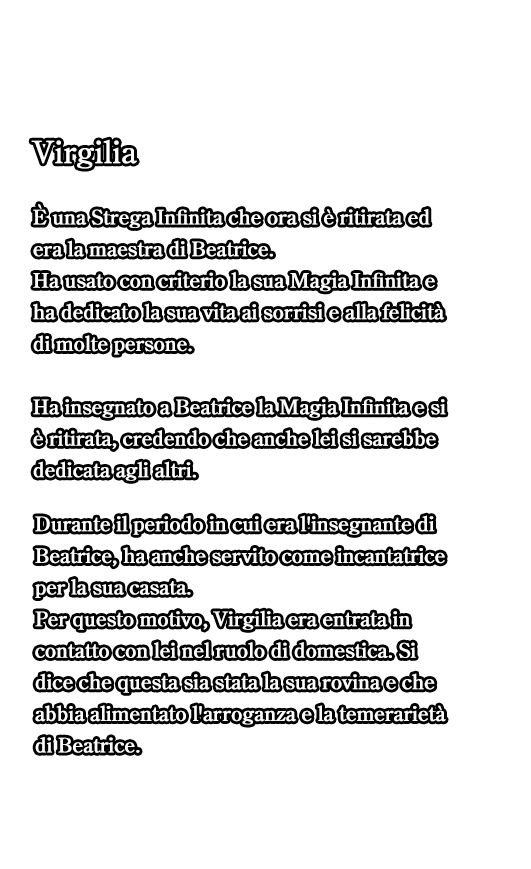 Virgilia
È una Strega Infinita che ora si è ritirata ed
era la maestra di Beatrice.
Ha usato con criterio la sua Magia Infinita e
ha dedicato la sua vita ai sorrisi e alla felicità
di molte persone.
Ha insegnato a Beatrice la Magia Infinita e si
è ritirata, credendo che anche lei si sarebbe
dedicata agli altri.
Durante il periodo in cui era l'insegnante di
Beatrice, ha anche servito come incantatrice
per la sua casata.
Per questo motivo, Virgilia era entrata in
contatto con lei nel ruolo di domestica. Si
dice che questa sia stata la sua rovina e che
abbia alimentato l'arroganza e la temerarietà
di Beatrice.